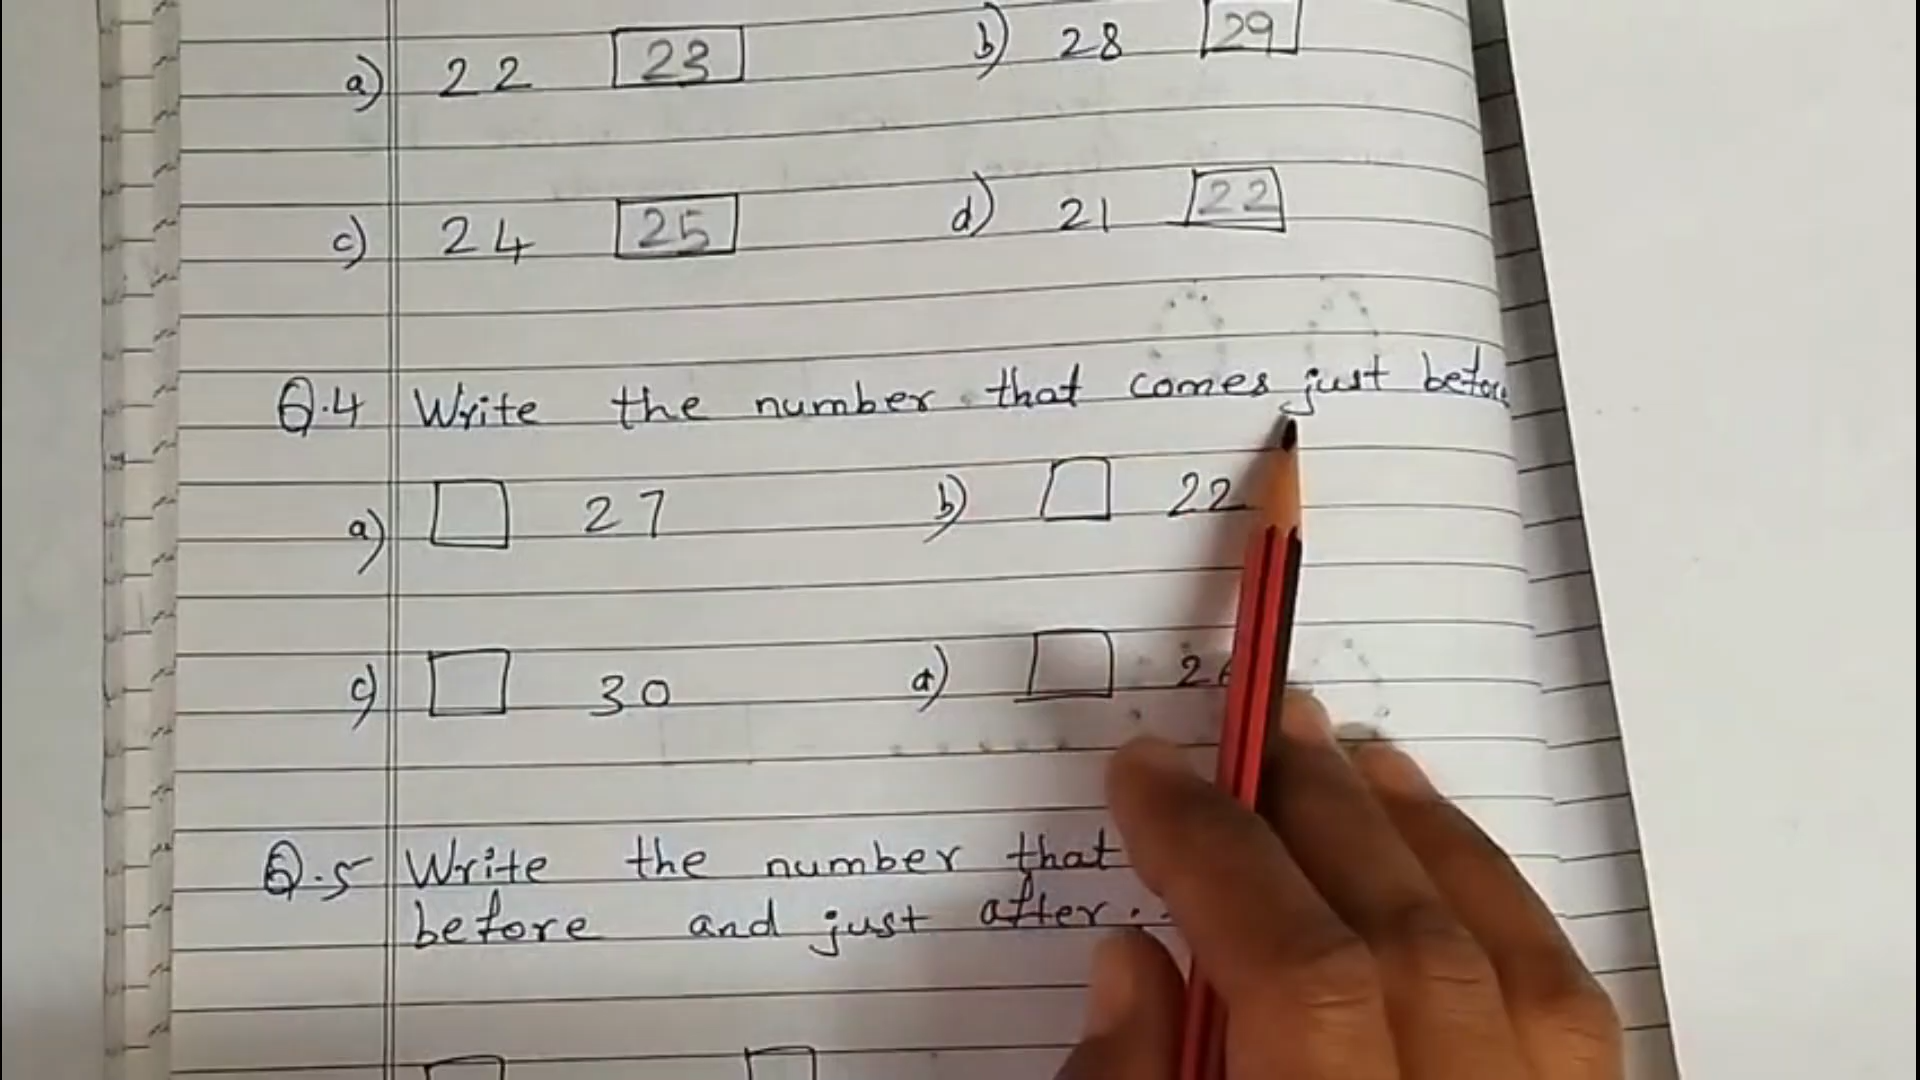 a) 22 23 b) 28 29
c) 24 25 d) 21 22
Q.4 Write the number that comes just before
a) 27 b) 22
c) 30 d)
Q.5 Write the number that
before and just after..